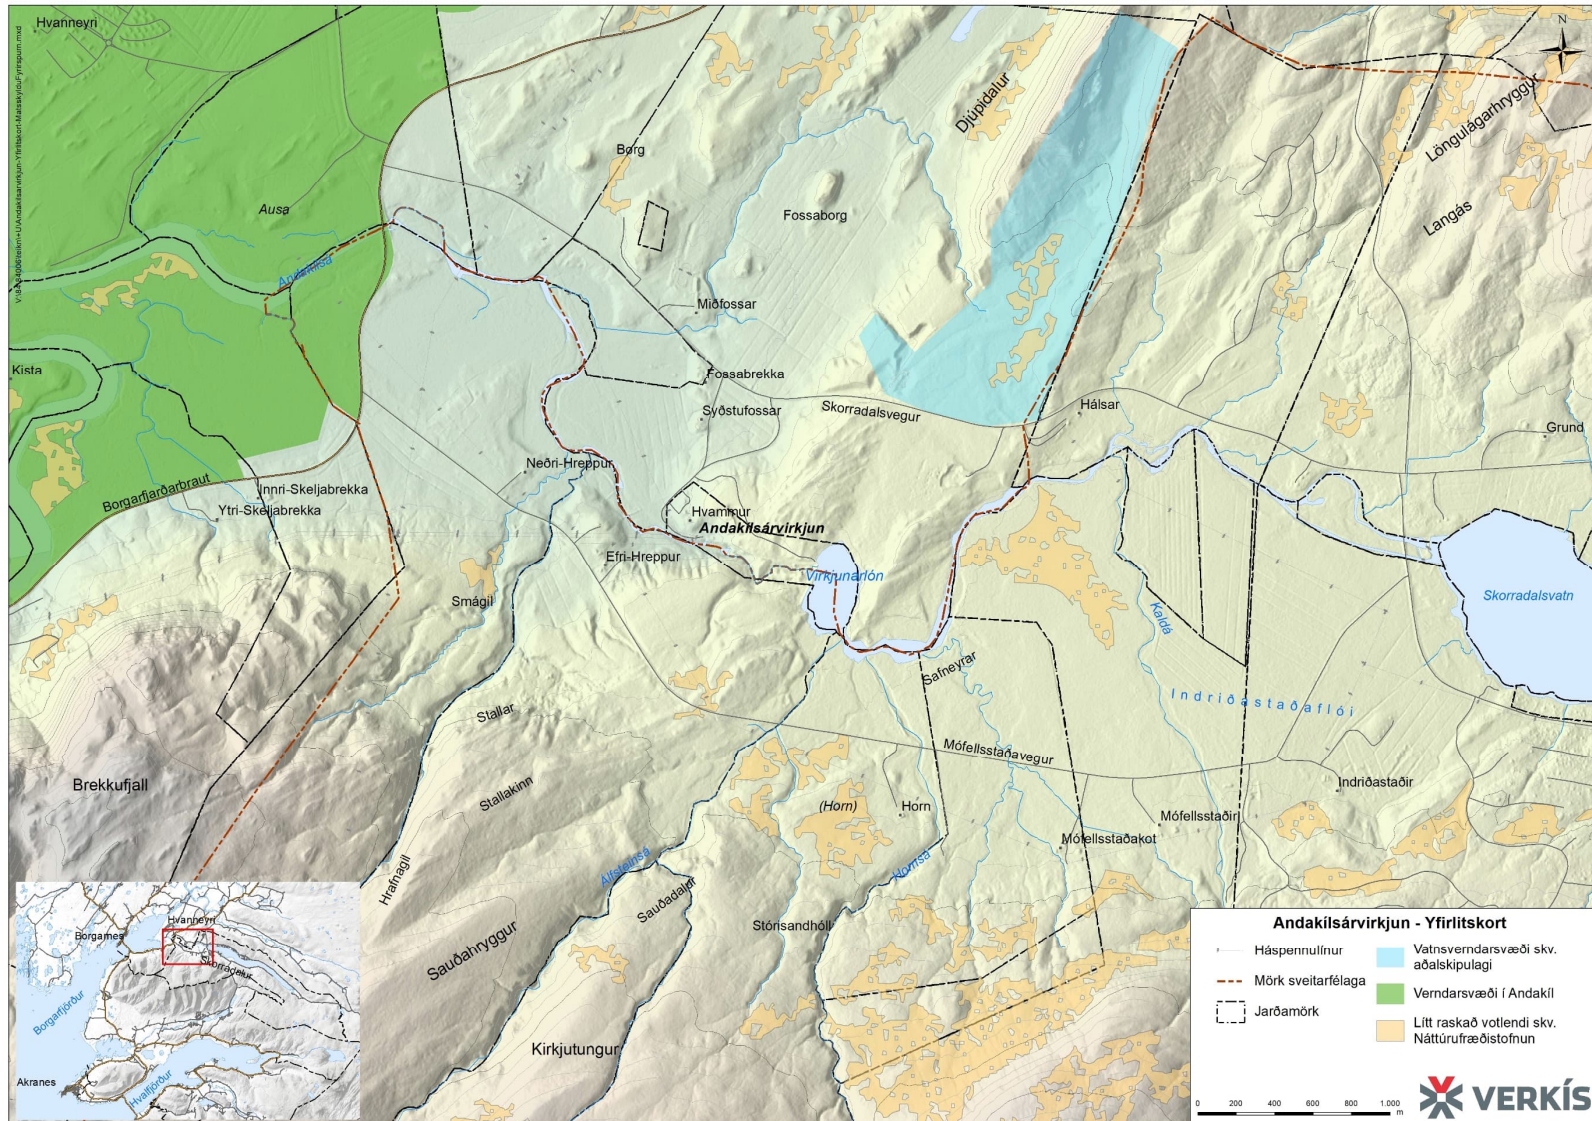 Hvanneyri
N
Djúpidalur
Löngulágarhryggur
Borg
Ausa
Fossaborg
Langás
Andakílsá
Miðfossar
Kista
Fossabrekka
Syðstufossar
Skorradalsvegur
Hálsar
Grund
Neðri-Hreppur
Borgarfjarðarbraut
Innri-Skeljabrekka
Ytri-Skeljabrekka
Hvammur
Andakílsárvirkjun
Efri-Hreppur
Virkjunarlón
Skorradalsvatn
Smágil
Kaldá
Safneyrar
Indriðastaðaflói
Stallar
Mófellsstaðavegur
Brekkufjall
Stallakinn
Indriðastaðir
(Horn)
Horn
Mófellsstaðir
Mófellsstaðakot
Álfsteinsá
Hornsá
Hrafnagil
Sauðadalur
Stórisandhóll
Sauðahryggur
Kirkjutungur
Hvanneyri
Borgarnes
Skorradalur
Borgarfjörður
Akranes
Hvalfjörður
Andakílsárvirkjun - Yfirlitskort
Háspennulínur
Mörk sveitarfélaga
Jarðamörk
Vatnsverndarsvæði skv.
aðalskipulagi
Verndarsvæði í Andakíl
Lítt raskað votlendi skv.
Náttúrufræðistofnun
0 200 400 600 800 1.000
m
VERKÍS